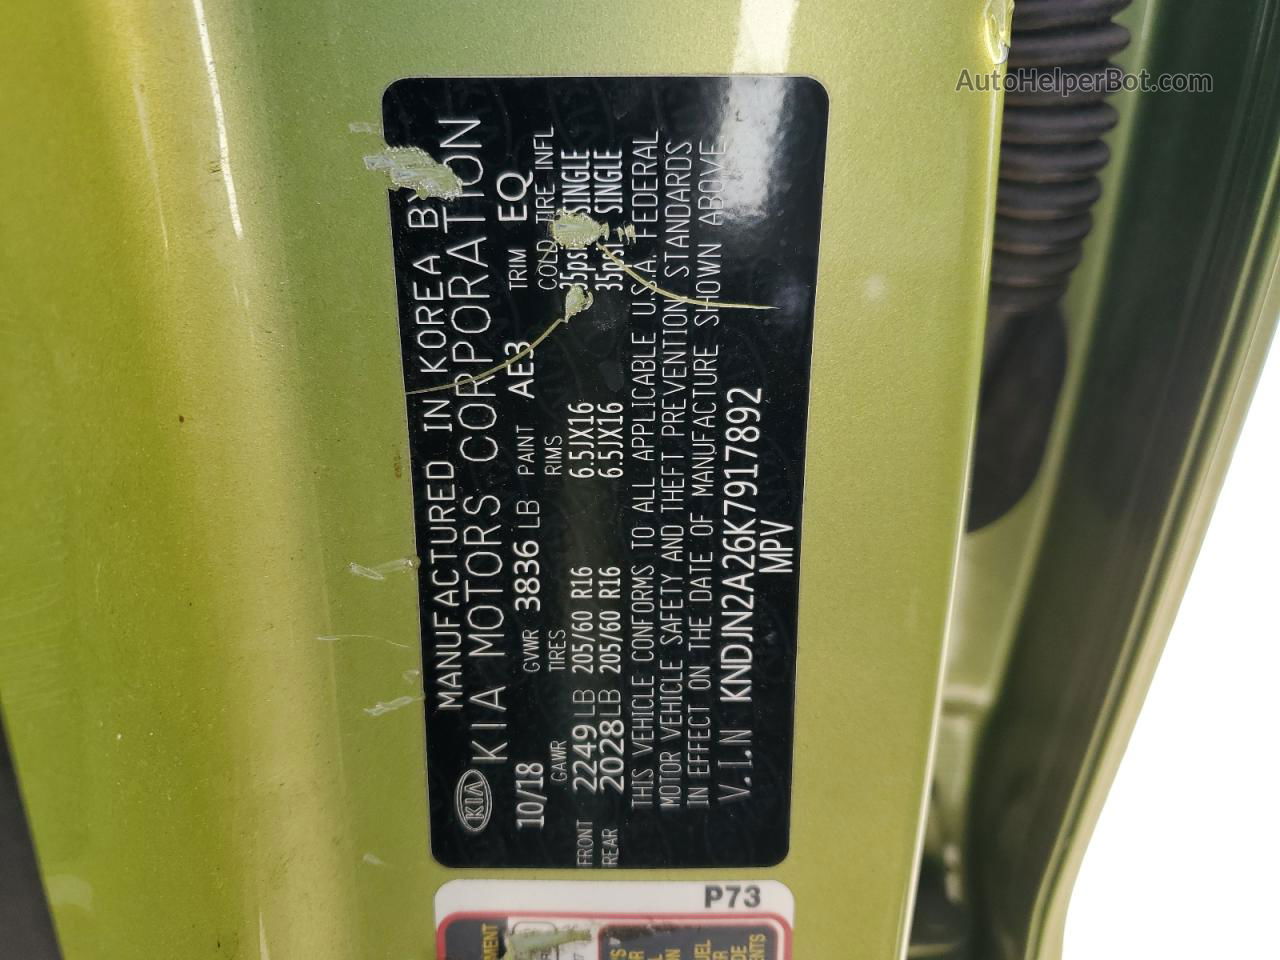 AutoHelperBot.com
MANUFACTURED IN KOREA BY
KIA KIA MOTORS CORPORATION
10/18 GVWR 3836 LB PAINT AE3 TRIM EQ
GAWR TIRES RIMS COLD TIRE INFL
FRONT 2249 LB 205/60 R16 6.5JX16 35psi SINGLE
REAR 2028 LB 205/60 R16 6.5JX16 35psi SINGLE
THIS VEHICLE CONFORMS TO ALL APPLICABLE U.S.A. FEDERAL
MOTOR VEHICLE SAFETY AND THEFT PREVENTION STANDARDS
IN EFFECT ON THE DATE OF MANUFACTURE SHOWN ABOVE
V.I.N KNDJN2A26K7917892
MPV
P73